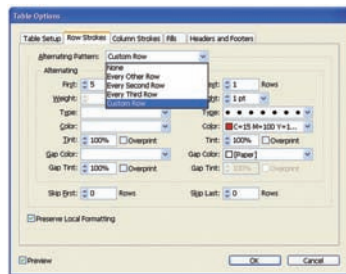 Table Options
Table Setup Row Strokes Column Strokes Fills Headers and Footers
Alternating Pattern: Custom Row
None
Every Other Row
Every Second Row
Every Third Row
Custom Row
Alternating
First: 5 1 Rows
Weight: 1 pt
Type: Type:
Color: Color: C=15 M=100 Y=1...
Tint: 100% Overprint Tint: 100% Overprint
Gap Color: Gap Color: [Paper]
Gap Tint: 100% Overprint Gap Tint: 100% Overprint
Skip First: 0 Rows Skip Last: 0 Rows
Preserve Local Formatting
Preview OK Cancel